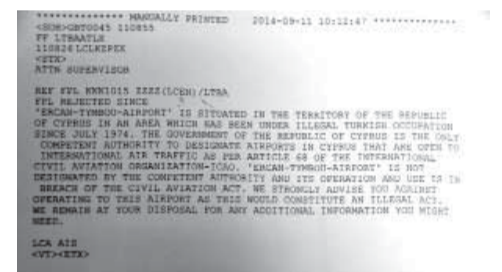 ************** MANUALLY PRINTED 2014-09-11 10:12:47 **************
<SOH>GBT0045 110855
FF LTBAATLK
110826 LCLKZPZX
<STX>
ATTN SUPERVISOR
REF FPL KKK1015 ZZZZ(LCEN)/LTRA
FPL REJECTED SINCE
'ERCAN-TYMBOU-AIRPORT' IS SITUATED IN THE TERRITORY OF THE REPUBLIC
OF CYPRUS IN AN AREA WHICH HAS BEEN UNDER ILLEGAL TURKISH OCCUPATION
SINCE JULY 1974. THE GOVERNMENT OF THE REPUBLIC OF CYPRUS IS THE ONLY
COMPETENT AUTHORITY TO DESIGNATE AIRPORTS IN CYPRUS THAT ARE OPEN TO
INTERNATIONAL AIR TRAFFIC AS PER ARTICLE 68 OF THE INTERNATIONAL
CIVIL AVIATION ORGANIZATION-ICAO. 'ERCAN-TYMBOU-AIRPORT' IS NOT
DESIGNATED BY THE COMPETENT AUTHORITY AND ITS OPERATION AND USE IS IN
BREACH OF THE CIVIL AVIATION ACT. WE STRONGLY ADVISE YOU AGAINST
OPERATING TO THIS AIRPORT AS THIS WOULD CONSTITUTE AN ILLEGAL ACT.
WE REMAIN AT YOUR DISPOSAL FOR ANY ADDITIONAL INFORMATION YOU MIGHT
NEED.
LCA AIS
<VT><ETX>